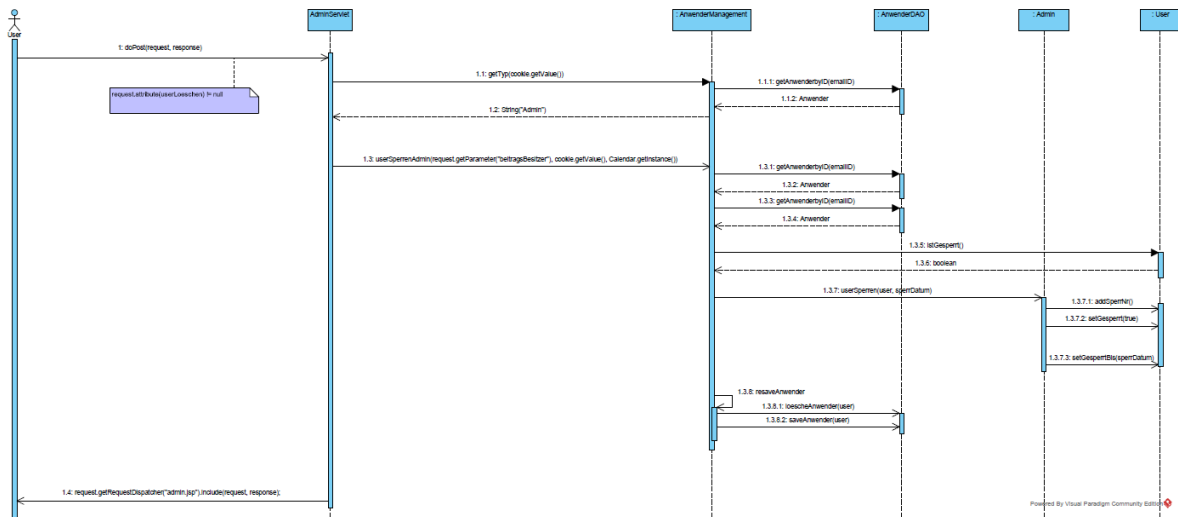 AdminServlet
: AnwenderManagement
: AnwenderDAO
: Admin
: User
User
1: doPost(request, response)
request.attribute(userLoeschen) != null
1.1: getTyp(cookie.getValue())
1.1.1: getAnwenderbyID(emailID)
1.1.2: Anwender
1.2: String("Admin")
1.3: userSperrenAdmin(request.getParameter("beitragsBesitzer"), cookie.getValue(), Calendar.getInstance())
1.3.1: getAnwenderbyID(emailID)
1.3.2: Anwender
1.3.3: getAnwenderbyID(emailID)
1.3.4: Anwender
1.3.5: istGesperrt()
1.3.6: boolean
1.3.7: userSperren(user, sperrDatum)
1.3.7.1: addSperrNr()
1.3.7.2: setGesperrt(true)
1.3.7.3: setGesperrtBis(sperrDatum)
1.3.8: resaveAnwender
1.3.8.1: loescheAnwender(user)
1.3.8.2: saveAnwender(user)
1.4: request.getRequestDispatcher("admin.jsp").include(request, response);
Powered By Visual Paradigm Community Edition